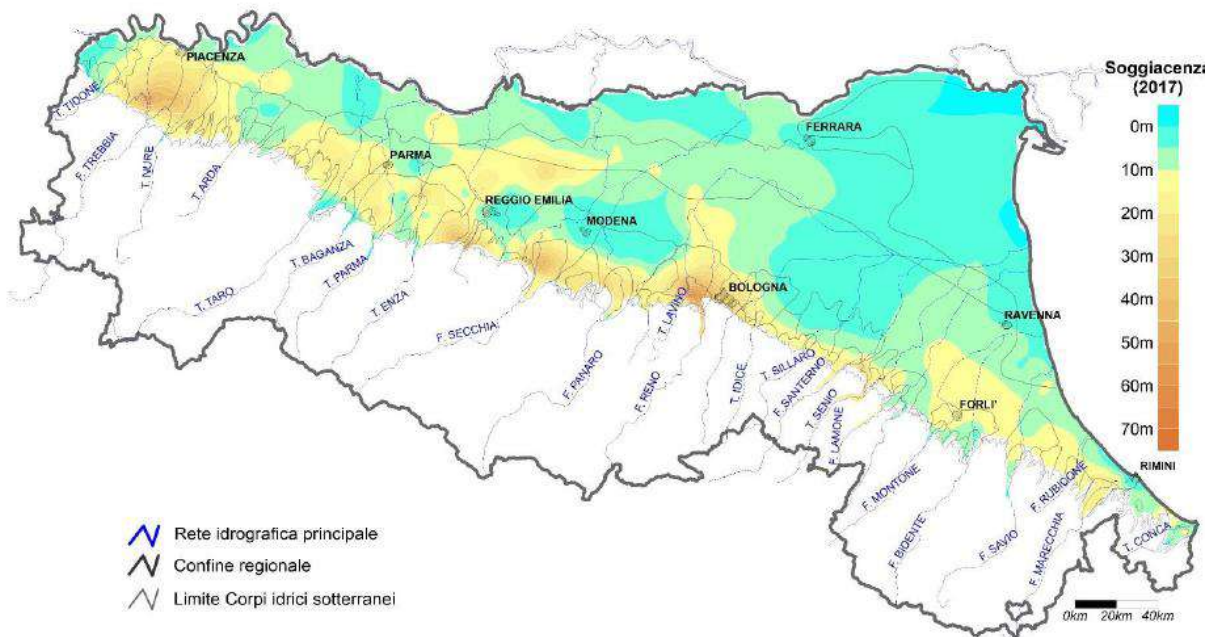 Soggiacenza
(2017)
0m
10m
20m
30m
40m
50m
60m
70m
PIACENZA
PARMA
REGGIO EMILIA
MODENA
BOLOGNA
FERRARA
RAVENNA
FORLI'
RIMINI
T. TIDONE
F. TREBBIA
T. NURE
T. ARDA
T. TARO
T. BAGANZA
T. PARMA
T. ENZA
F. SECCHIA
F. PANARO
T. LAVINO
F. RENO
T. IDICE
T. SILLARO
F. SANTERNO
T. SENIO
F. LAMONE
F. MONTONE
F. BIDENTE
F. SAVIO
F. RUBICONE
F. MARECCHIA
T. CONCA
Rete idrografica principale
Confine regionale
Limite Corpi idrici sotterranei
0km 20km 40km